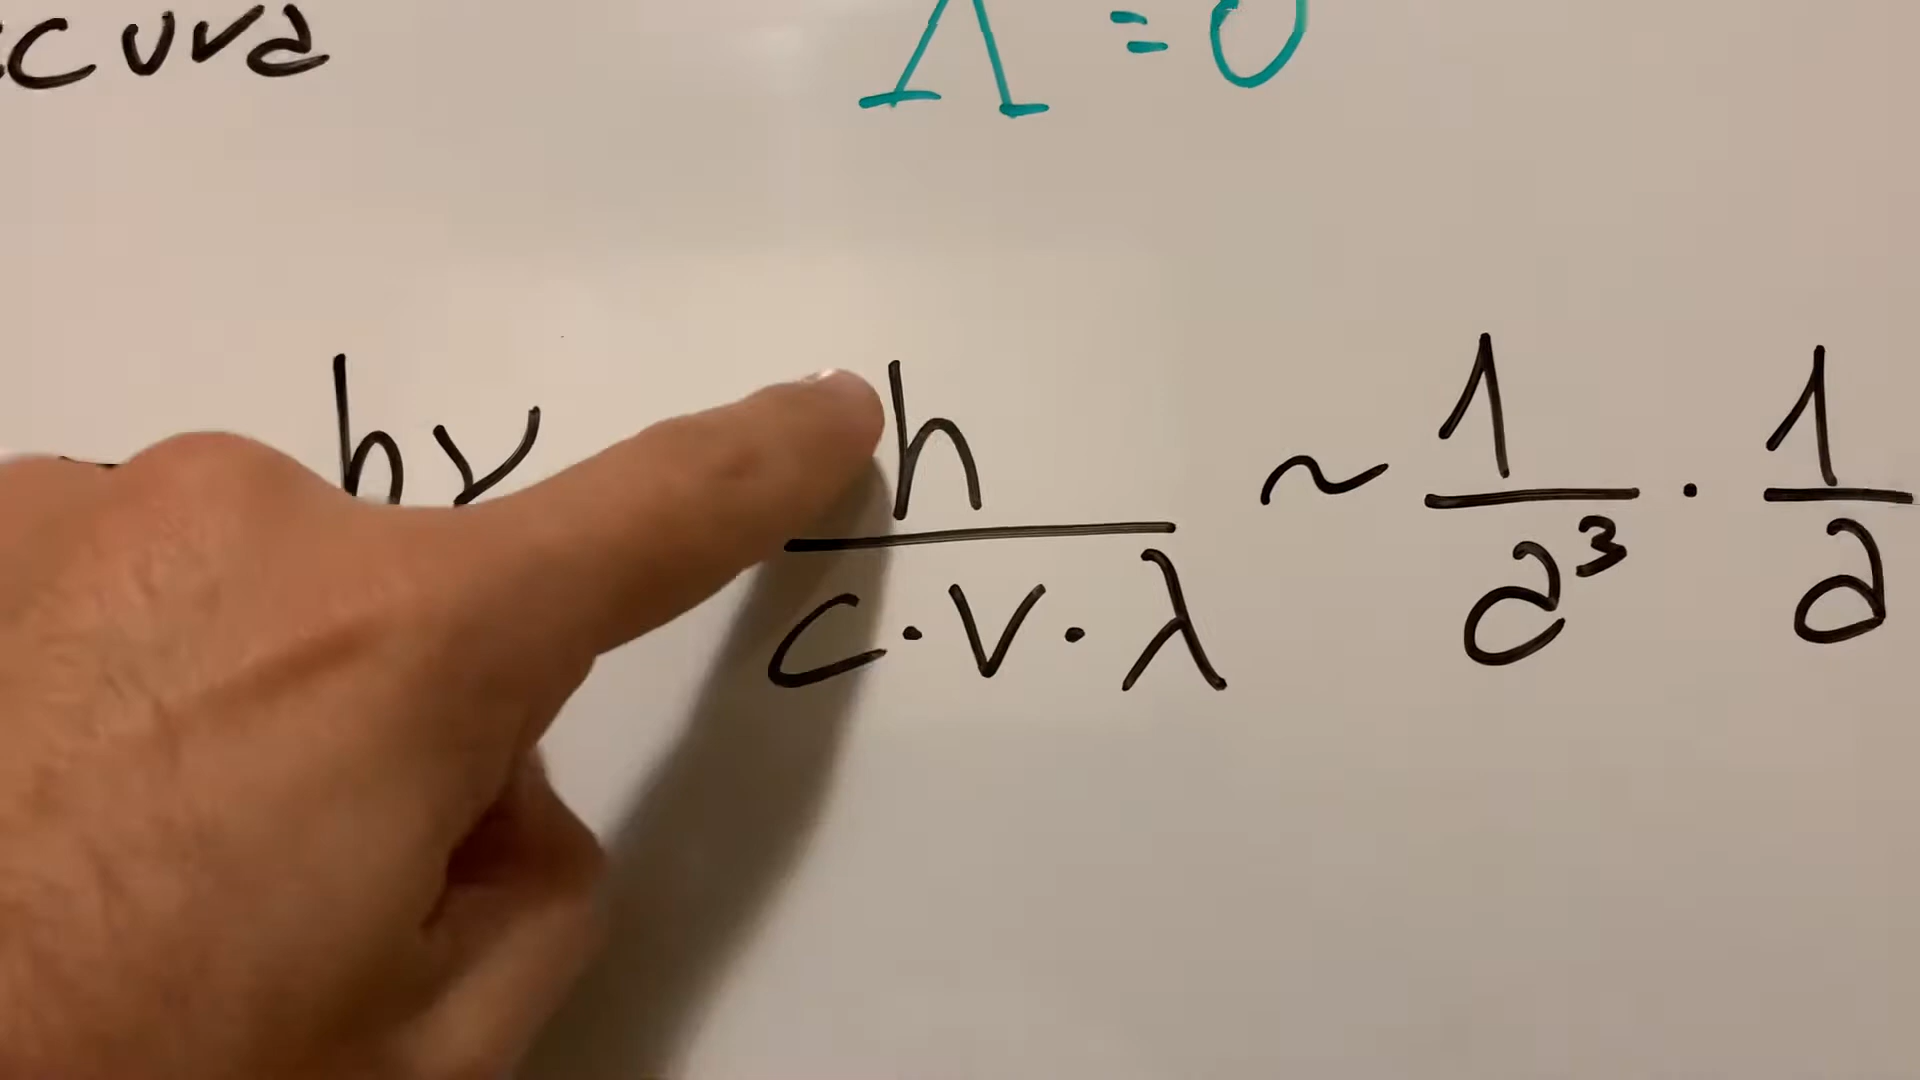 cura
Λ = 0
hν h/(c·V·λ) ~ 1/a³ · 1/a